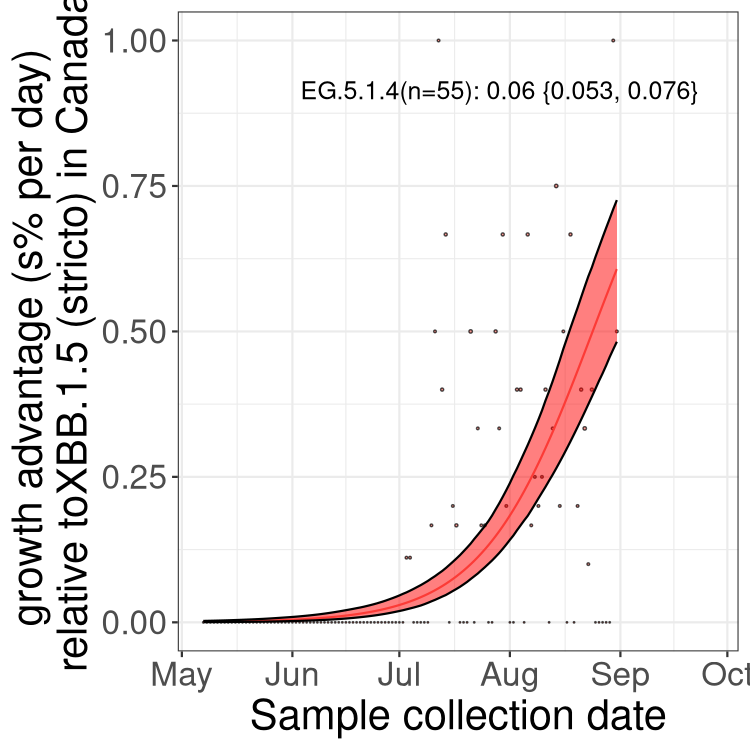 growth advantage (s% per day)
relative toXBB.1.5 (stricto) in Canada
1.00
0.75
0.50
0.25
0.00
EG.5.1.4(n=55): 0.06 {0.053, 0.076}
May Jun Jul Aug Sep Oct
Sample collection date